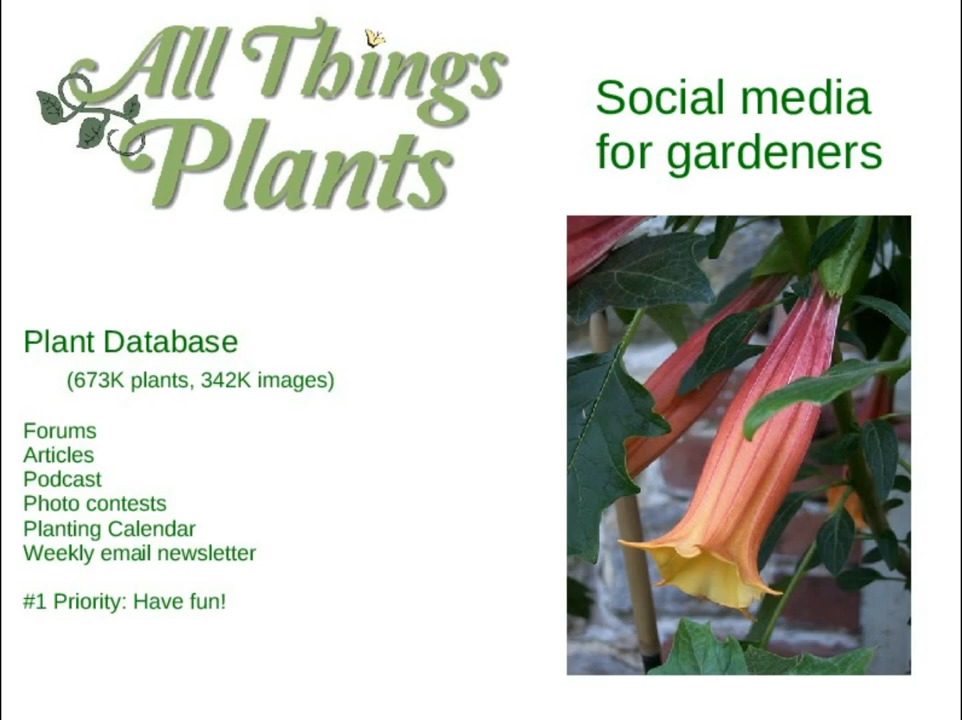 All Things
Plants
Social media
for gardeners
Plant Database
(673K plants, 342K images)
Forums
Articles
Podcast
Photo contests
Planting Calendar
Weekly email newsletter
#1 Priority: Have fun!